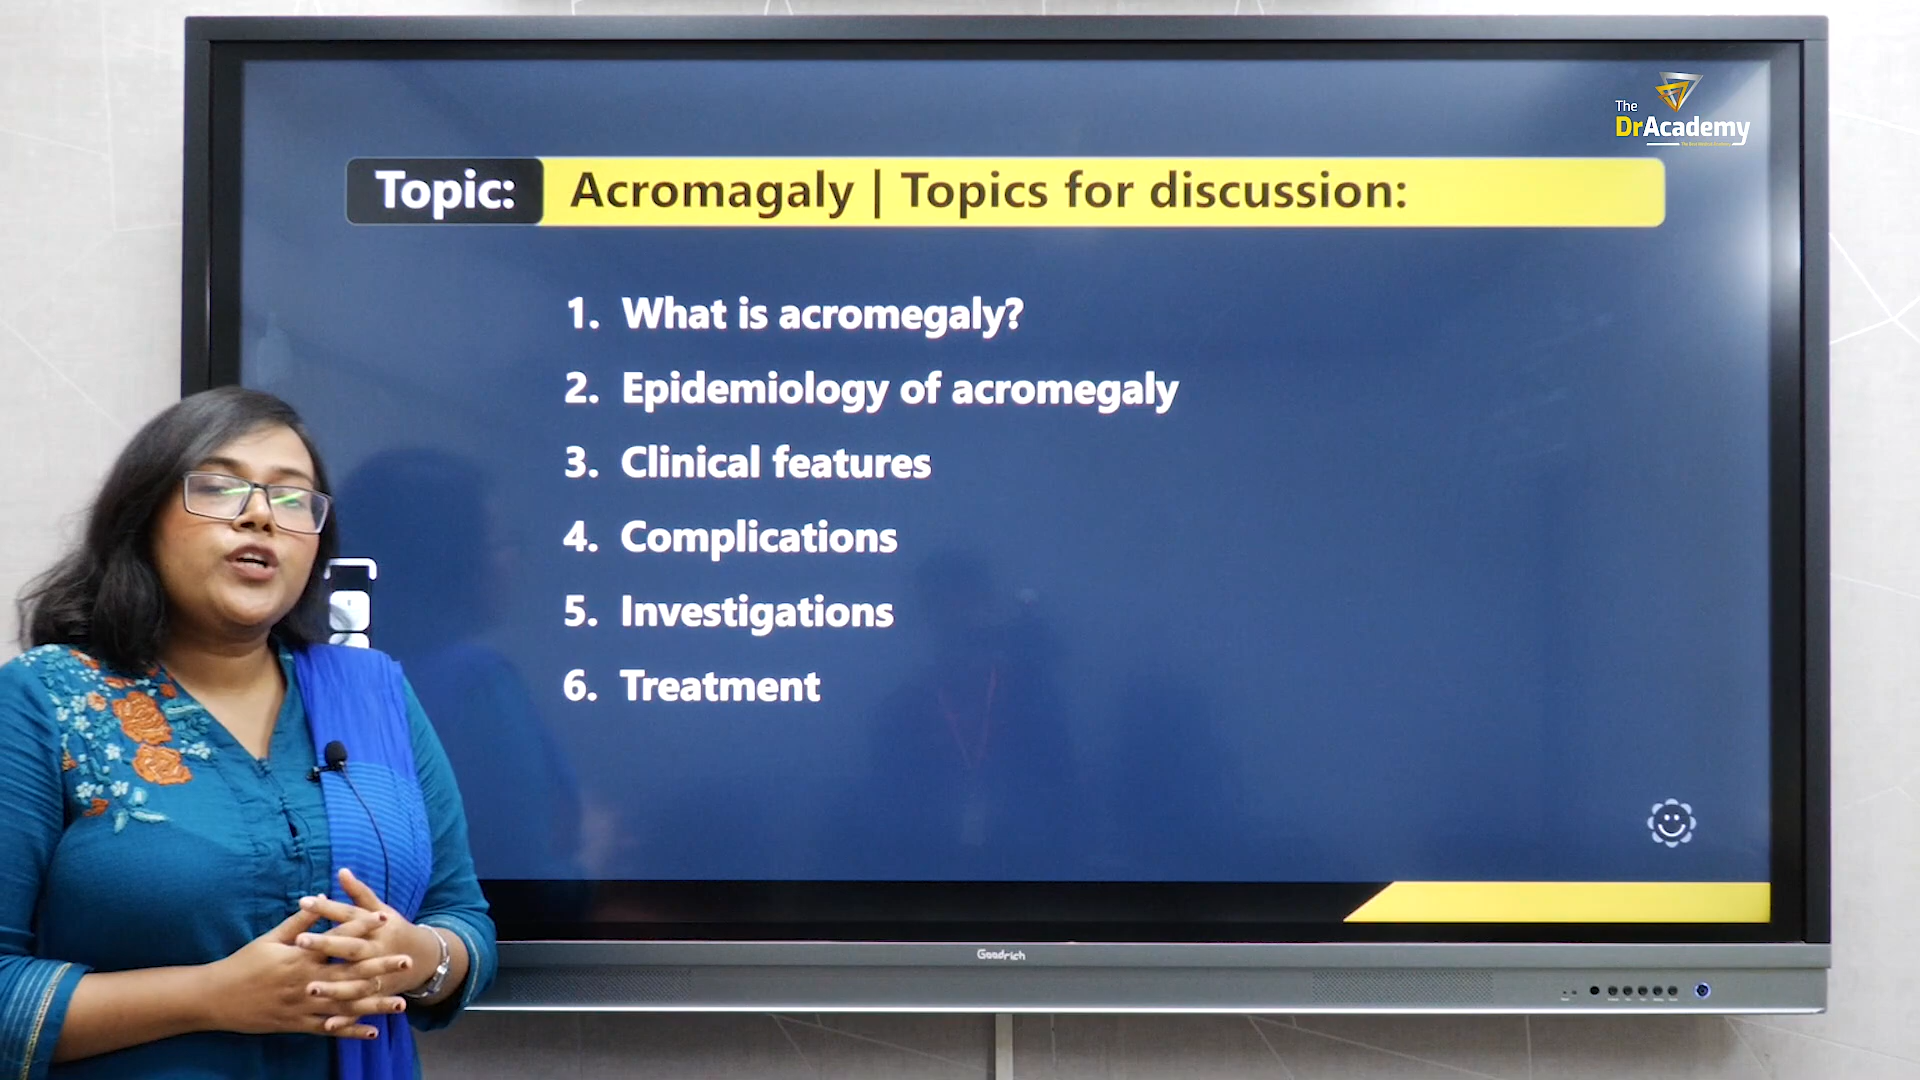 The
DrAcademy
Topic: Acromagaly | Topics for discussion:
1. What is acromegaly?
2. Epidemiology of acromegaly
3. Clinical features
4. Complications
5. Investigations
6. Treatment
Goodrich